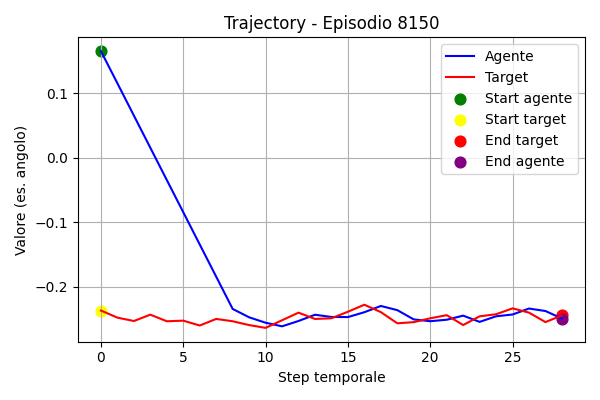 Trajectory - Episodio 8150
Agente
Target
Start agente
Start target
End target
End agente
Valore (es. angolo)
0.1
0.0
−0.1
−0.2
0
5
10
15
20
25
Step temporale